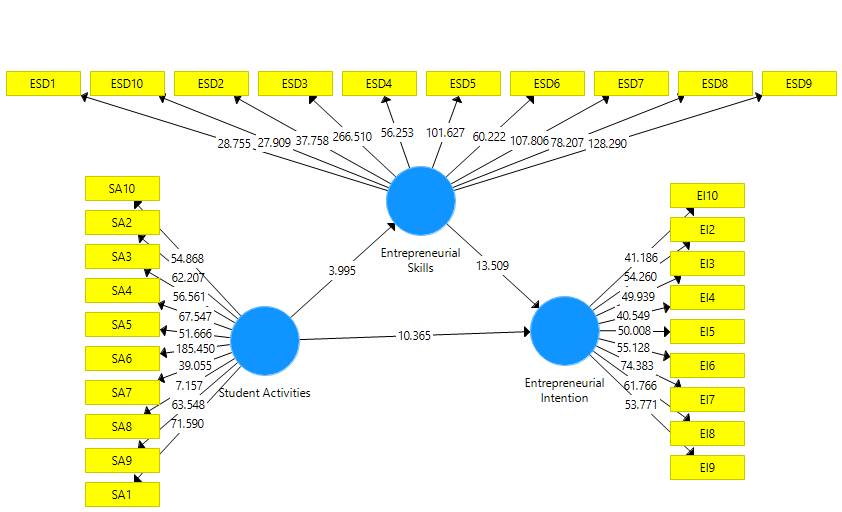 ESD1 ESD10 ESD2 ESD3 ESD4 ESD5 ESD6 ESD7 ESD8 ESD9
28.755 27.909 37.758 266.510 56.253 101.627 60.222 107.806 78.207 128.290
SA10
SA2
SA3
SA4
SA5
SA6
SA7
SA8
SA9
SA1
54.868
62.207
56.561
67.547
51.666
185.450
39.055
7.157
63.548
71.590
Student Activities
3.995
Entrepreneurial
Skills
13.509
10.365
Entrepreneurial
Intention
41.186
54.260
49.939
40.549
50.008
55.128
74.383
61.766
53.771
EI10
EI2
EI3
EI4
EI5
EI6
EI7
EI8
EI9